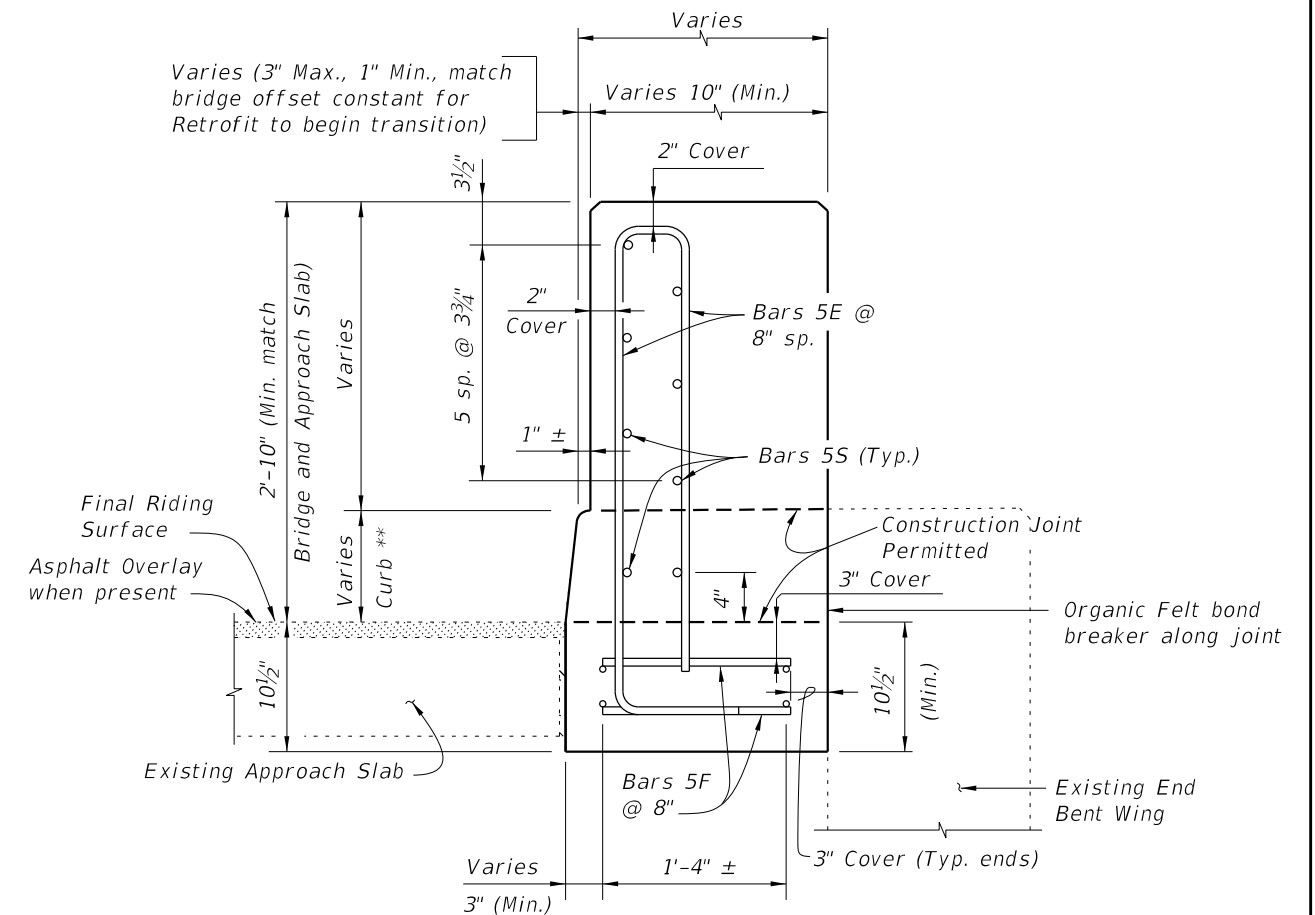 Varies
Varies (3" Max., 1" Min., match
bridge offset constant for
Retrofit to begin transition)
Varies 10" (Min.)
2" Cover
3½"
2'-10" (Min. match
Bridge and Approach Slab)
Varies
5 sp. @ 3¾"
2"
Cover
Bars 5E @
8" sp.
1" ±
Bars 5S (Typ.)
Final Riding
Surface
Asphalt Overlay
when present
Varies
Curb **
Construction Joint
Permitted
3" Cover
4"
Organic Felt bond
breaker along joint
10½"
10½"
(Min.)
Existing Approach Slab
Bars 5F
@ 8"
Existing End
Bent Wing
3" Cover (Typ. ends)
Varies
3" (Min.)
1'-4" ±